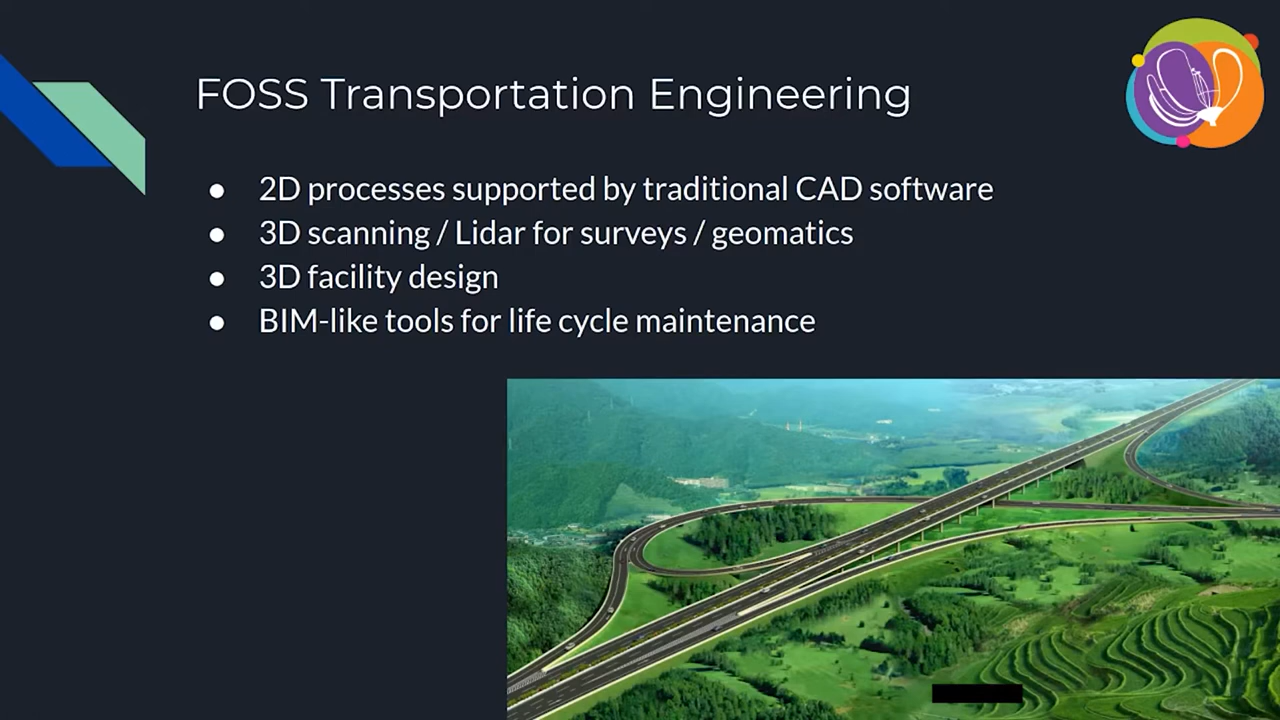 FOSS Transportation Engineering
● 2D processes supported by traditional CAD software
● 3D scanning / Lidar for surveys / geomatics
● 3D facility design
● BIM-like tools for life cycle maintenance